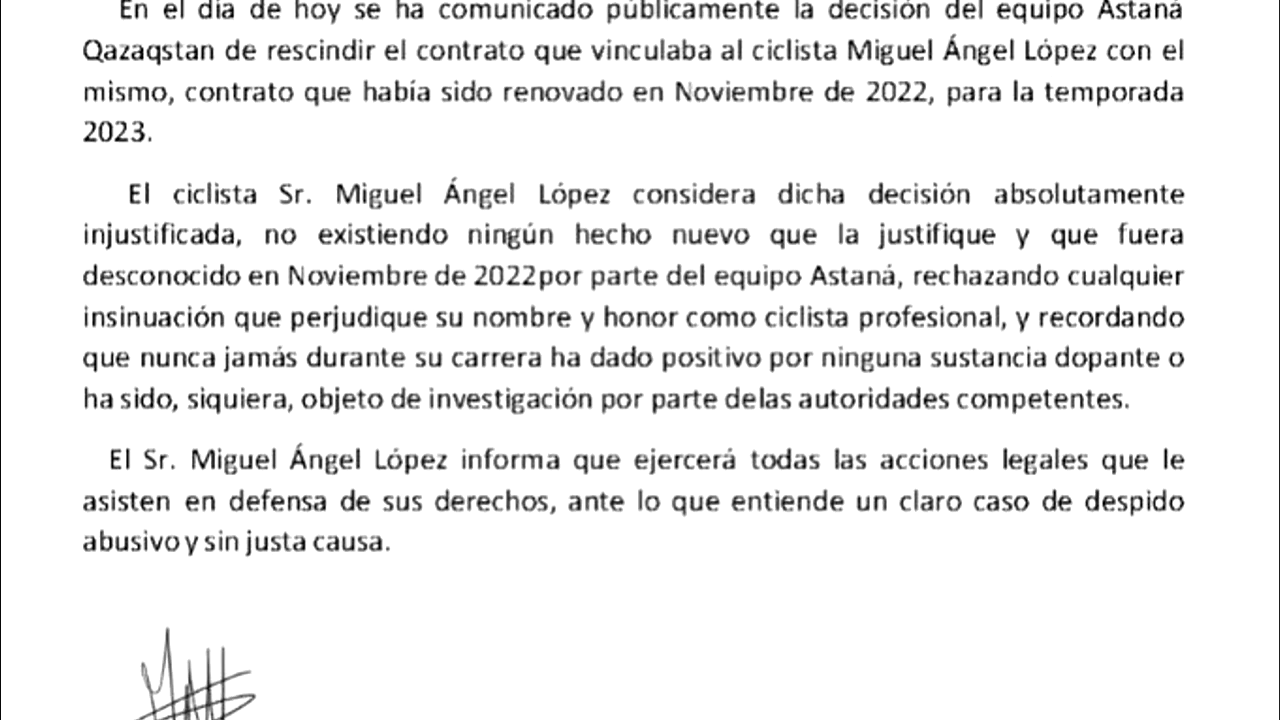 En el día de hoy se ha comunicado públicamente la decisión del equipo Astaná
Qazaqstan de rescindir el contrato que vinculaba al ciclista Miguel Ángel López con el
mismo, contrato que había sido renovado en Noviembre de 2022, para la temporada
2023.
El ciclista Sr. Miguel Ángel López considera dicha decisión absolutamente
injustificada, no existiendo ningún hecho nuevo que la justifique y que fuera
desconocido en Noviembre de 2022por parte del equipo Astaná, rechazando cualquier
insinuación que perjudique su nombre y honor como ciclista profesional, y recordando
que nunca jamás durante su carrera ha dado positivo por ninguna sustancia dopante o
ha sido, siquiera, objeto de investigación por parte delas autoridades competentes.
El Sr. Miguel Ángel López informa que ejercerá todas las acciones legales que le
asisten en defensa de sus derechos, ante lo que entiende un claro caso de despido
abusivo y sin justa causa.